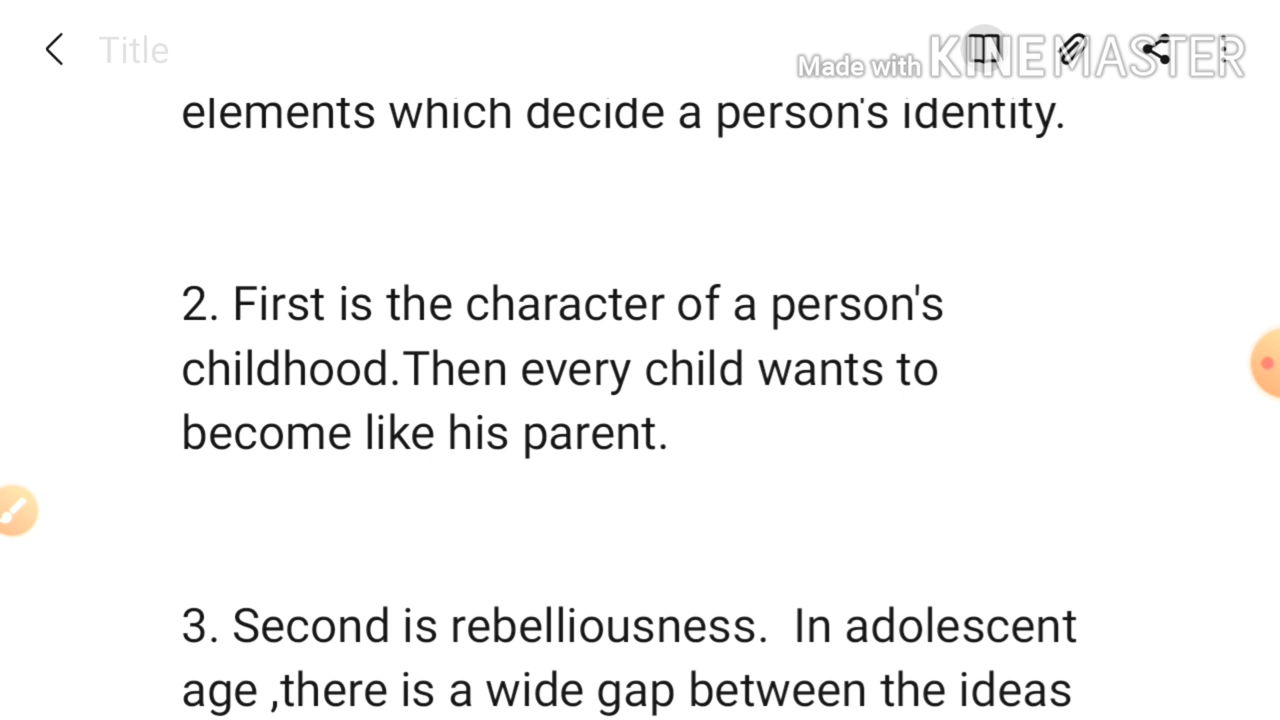 Title
Made with KINEMASTER
elements which decide a person's identity.
2. First is the character of a person's
childhood.Then every child wants to
become like his parent.
3. Second is rebelliousness.  In adolescent
age ,there is a wide gap between the ideas